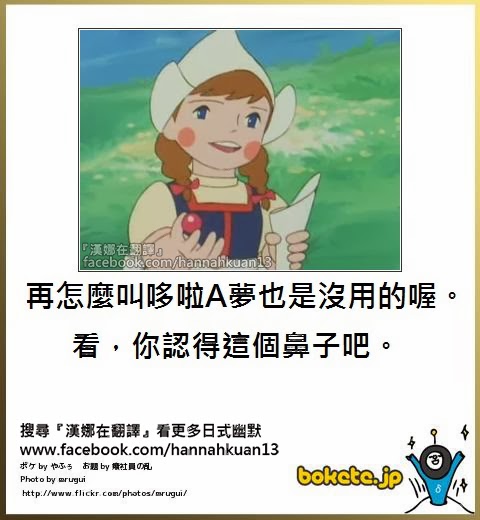 『漢娜在翻譯』
facebook.com/hannahkuan13
再怎麼叫哆啦A夢也是沒用的喔。
看，你認得這個鼻子吧。
搜尋『漢娜在翻譯』看更多日式幽默
www.facebook.com/hannahkuan13
ボケ by やふぅ お題 by 嬢社員の乱
Photo by mrugui
http://www.flickr.com/photos/mrugui/
bokete.jp